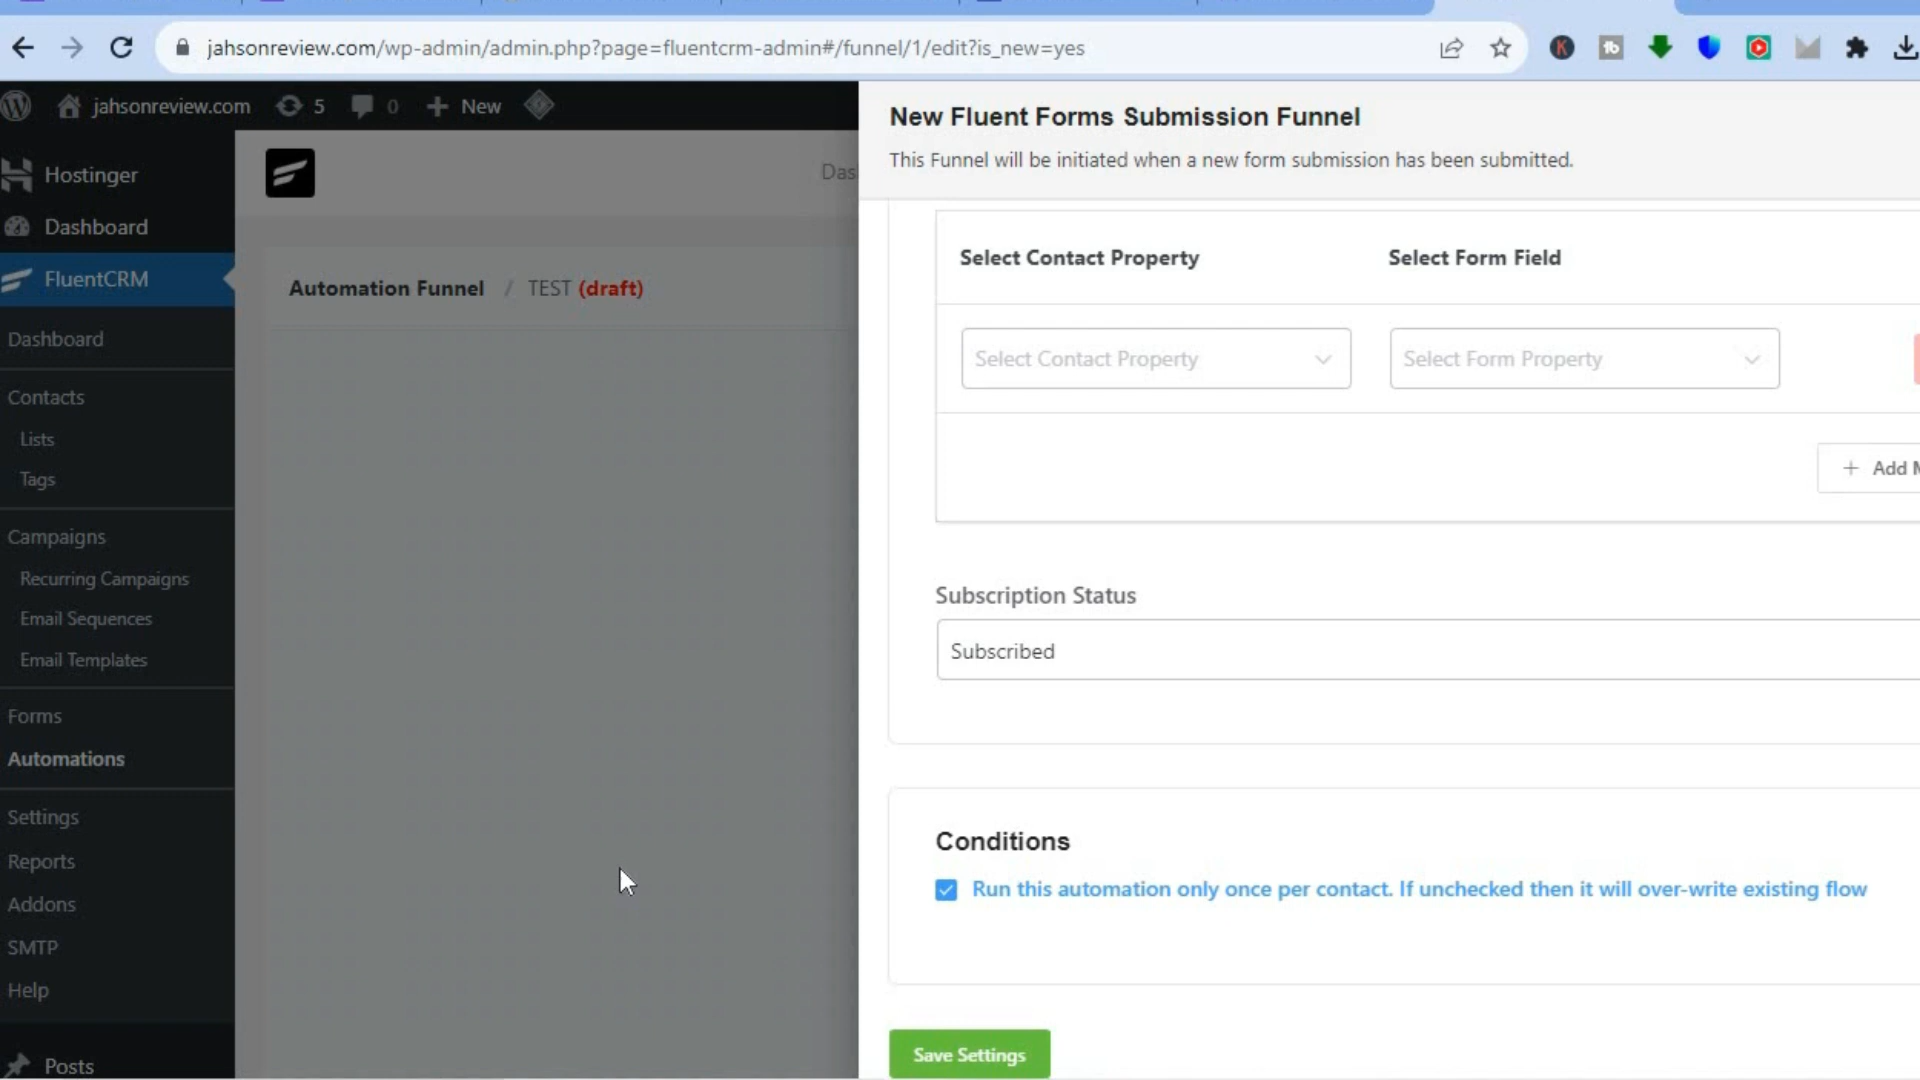 jahsonreview.com/wp-admin/admin.php?page=fluentcrm-admin#/funnel/1/edit?is_new=yes
jahsonreview.com 5 0 New
Hostinger
Dashboard
FluentCRM
Dashboard
Contacts
Lists
Tags
Campaigns
Recurring Campaigns
Email Sequences
Email Templates
Forms
Automations
Settings
Reports
Addons
SMTP
Help
Posts
Automation Funnel / TEST (draft)
New Fluent Forms Submission Funnel
This Funnel will be initiated when a new form submission has been submitted.
Select Contact Property Select Form Field
Select Contact Property Select Form Property
+ Add
Subscription Status
Subscribed
Conditions
Run this automation only once per contact. If unchecked then it will over-write existing flow
Save Settings